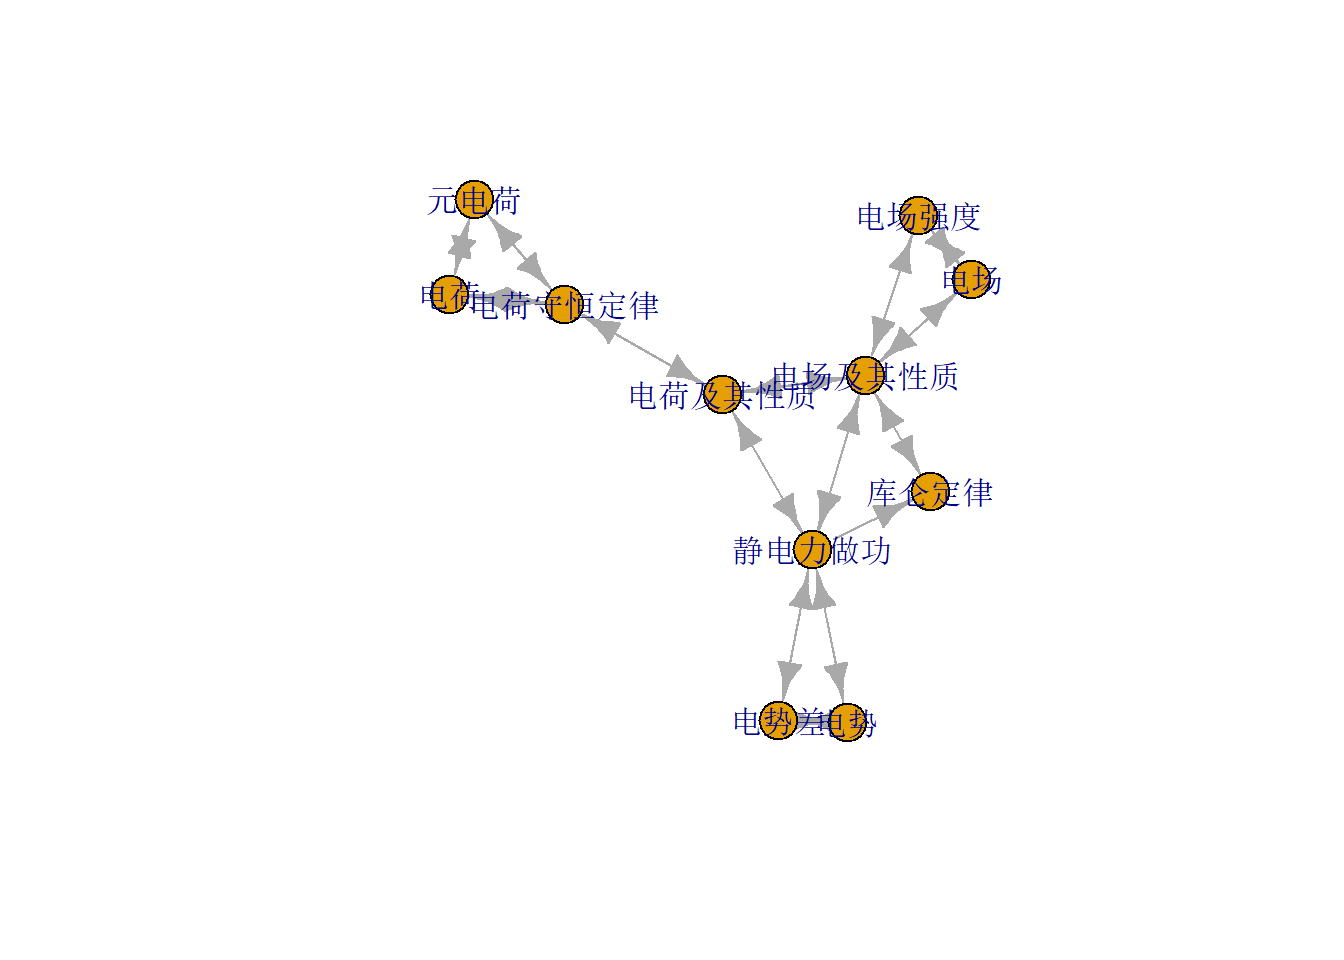 元电荷
电场强度
电场
电荷
电荷守恒定律
电场及其性质
电荷及其性质
库仑定律
静电力做功
电势差
电势